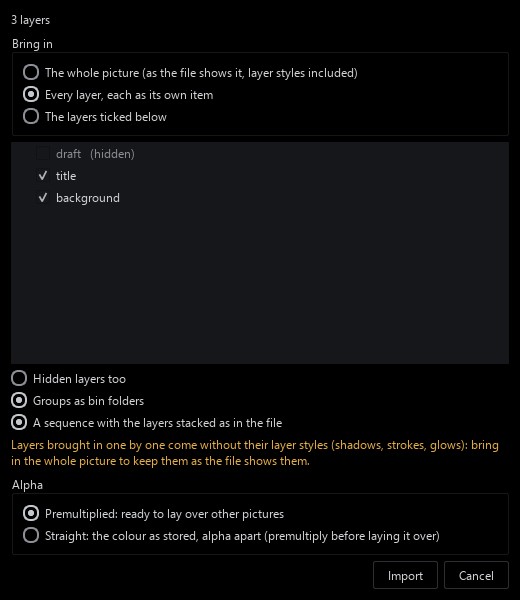 3 layers
Bring in
The whole picture (as the file shows it, layer styles included)
Every layer, each as its own item
The layers ticked below
draft (hidden)
title
background
Hidden layers too
Groups as bin folders
A sequence with the layers stacked as in the file
Layers brought in one by one come without their layer styles (shadows, strokes, glows): bring
in the whole picture to keep them as the file shows them.
Alpha
Premultiplied: ready to lay over other pictures
Straight: the colour as stored, alpha apart (premultiply before laying it over)
Import Cancel